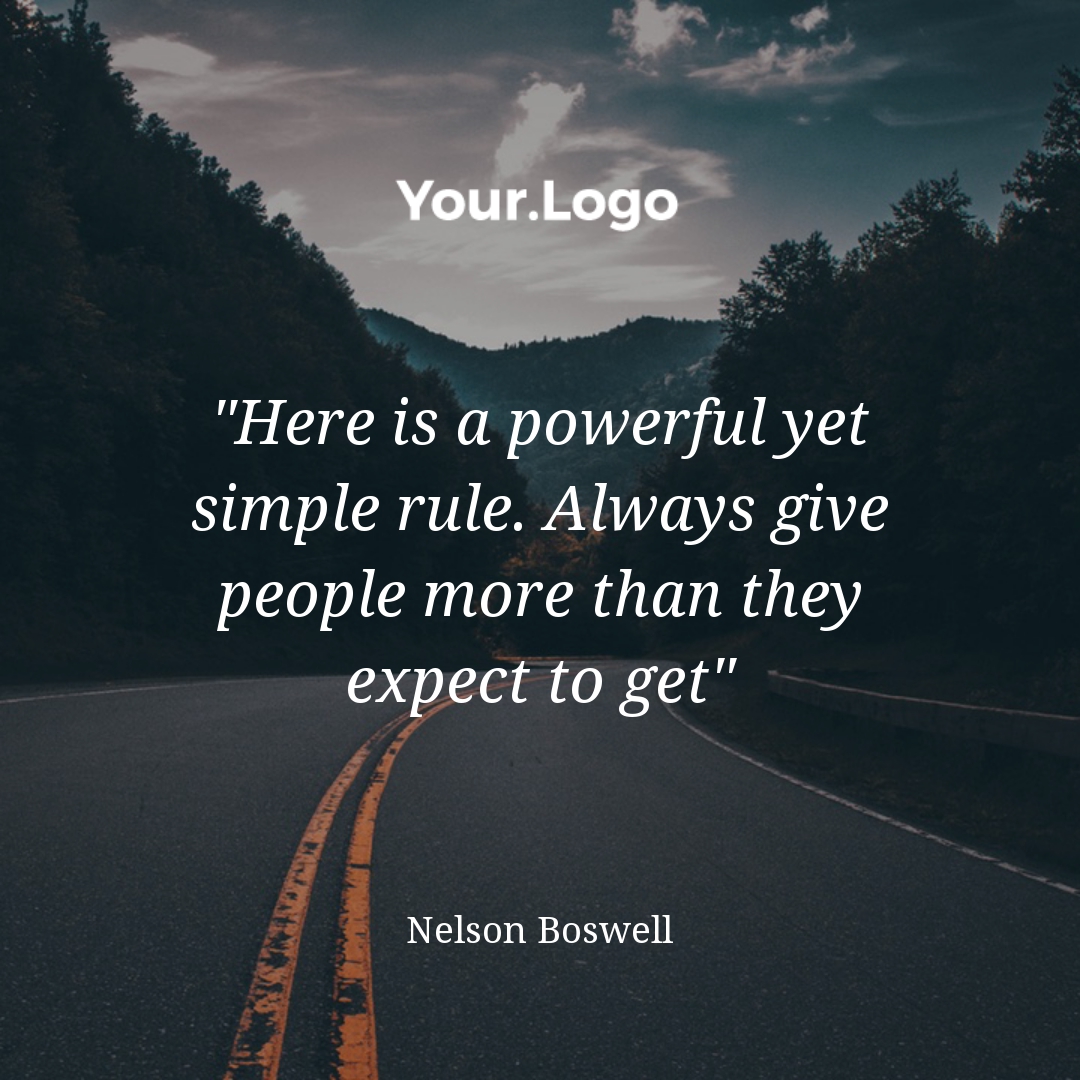 Your.Logo
"Here is a powerful yet
simple rule. Always give
people more than they
expect to get"
Nelson Boswell